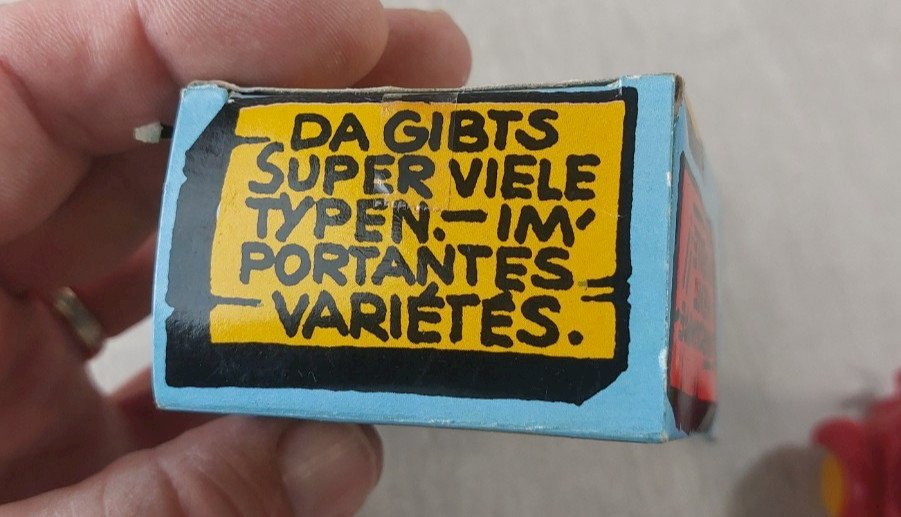 DA GIBTS
SUPER VIELE
TYPEN.– IM'
PORTANTES
VARIÉTÉS.